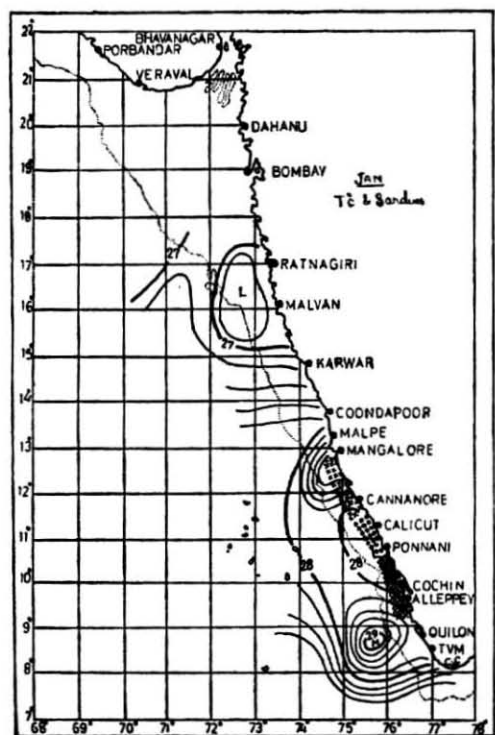 BHAVANAGAR
22°
PORBANDAR
21°
VERAVAL
20°
DAHANU
19°
BOMBAY
JAN
T°C & Sardines
18°
27
17°
RATNAGIRI
L
16°
MALVAN
27
15°
KARWAR
14°
COONDAPOOR
MALPE
13°
MANGALORE
12°
CANNANORE
11°
CALICUT
PONNANI
28
28
10°
COCHIN
ALLEPPEY
9°
QUILON
TVM
8°
7°
68° 69° 70° 71° 72° 73° 74° 75° 76° 77° 78°